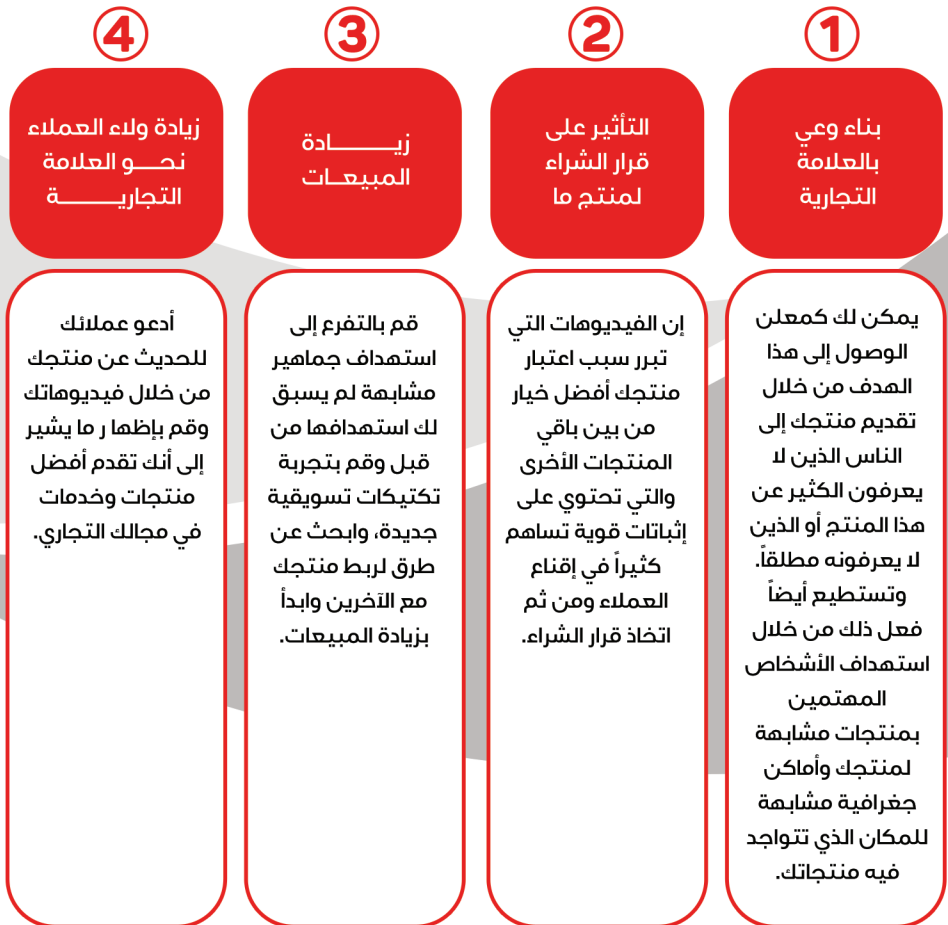 1
بناء وعي
بالعلامة
التجارية
يمكن لك كمعلن
الوصول إلى هذا
الهدف من خلال
تقديم منتجك إلى
الناس الذين لا
يعرفون الكثير عن
هذا المنتج أو الذين
لا يعرفونه مطلقاً.
وتستطيع أيضاً
فعل ذلك من خلال
استهداف الأشخاص
المهتمين
بمنتجات مشابهة
لمنتجك وأماكن
جغرافية مشابهة
للمكان الذي تتواجد
فيه منتجاتك.
2
التأثير على
قرار الشراء
لمنتج ما
إن الفيديوهات التي
تبرر سبب اعتبار
منتجك أفضل خيار
من بين باقي
المنتجات الأخرى
والتي تحتوي على
إثباتات قوية تساهم
كثيراً في إقناع
العملاء ومن ثم
اتخاذ قرار الشراء.
3
زيـــــــادة
المبيعــات
قم بالتفرع إلى
استهداف جماهير
مشابهة لم يسبق
لك استهدافها من
قبل وقم بتجربة
تكتيكات تسويقية
جديدة، وابحث عن
طرق لربط منتجك
مع الآخرين وابدأ
بزيادة المبيعات.
4
زيادة ولاء العملاء
نحـــو العلامة
التجاريـــــــة
أدعو عملائك
للحديث عن منتجك
من خلال فيديوهاتك
وقم بإظها ر ما يشير
إلى أنك تقدم أفضل
منتجات وخدمات
في مجالك التجاري.